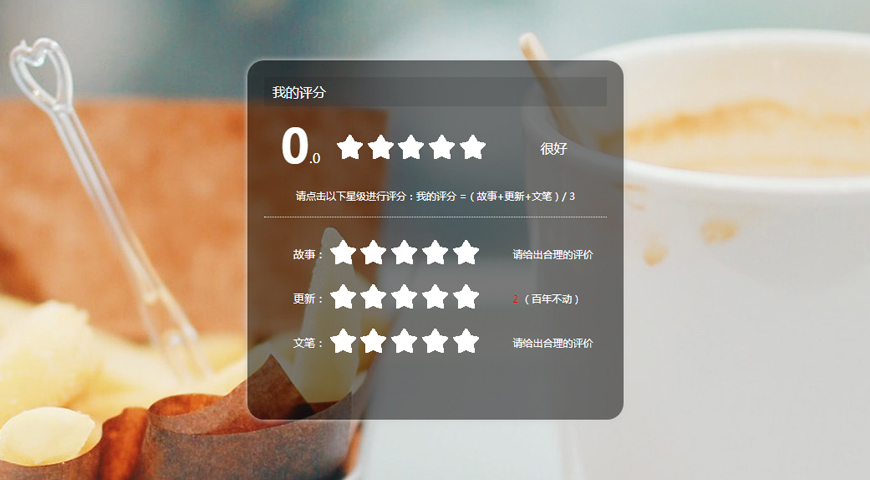 我的评分
0.0 很好
请点击以下星级进行评分：我的评分 =（故事+更新+文笔）/ 3
故事： 请给出合理的评价
更新： 2（百年不动）
文笔： 请给出合理的评价